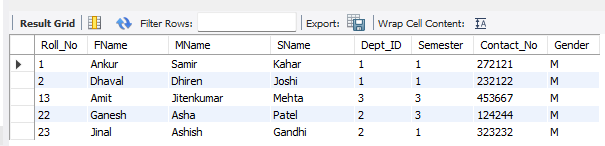 Result Grid Filter Rows: Export: Wrap Cell Content: IA
Roll_No FName MName SName Dept_ID Semester Contact_No Gender
1 Ankur Samir Kahar 1 1 272121 M
2 Dhaval Dhiren Joshi 1 1 232122 M
13 Amit Jitenkumar Mehta 3 3 453667 M
22 Ganesh Asha Patel 2 3 124244 M
23 Jinal Ashish Gandhi 2 1 323232 M